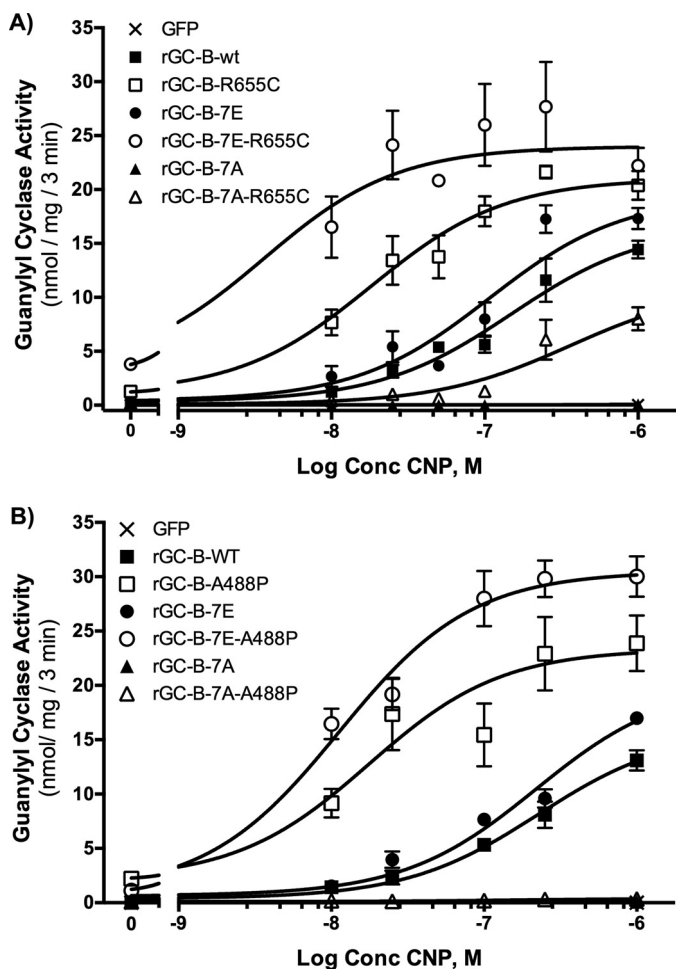 A)
GFP
rGC-B-wt
rGC-B-R655C
rGC-B-7E
rGC-B-7E-R655C
rGC-B-7A
rGC-B-7A-R655C
Guanylyl Cyclase Activity
(nmol / mg / 3 min)
35
30
25
20
15
10
5
0
0 -9 -8 -7 -6
Log Conc CNP, M
B)
GFP
rGC-B-WT
rGC-B-A488P
rGC-B-7E
rGC-B-7E-A488P
rGC-B-7A
rGC-B-7A-A488P
Guanylyl Cyclase Activity
(nmol/ mg / 3 min)
35
30
25
20
15
10
5
0
0 -9 -8 -7 -6
Log Conc CNP, M